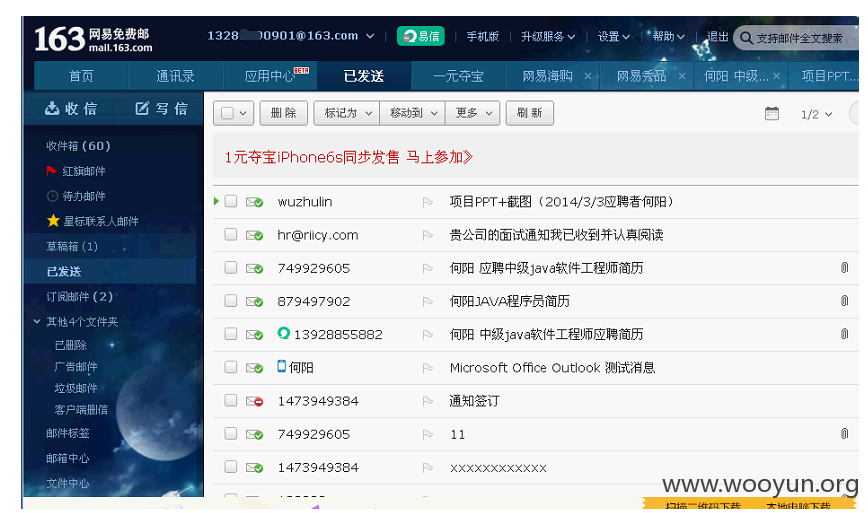 163 网易免费邮 mail.163.com
0901@163.com 易信 手机版 升级服务 设置 帮助 退出 支持邮件全文搜索
首页 通讯录 应用中心 BETA 已发送 一元夺宝 网易海购 × 网易秀品 × 何阳 中级... × 项目PPT...
收 信 写 信
删 除 标记为 移动到 更多 刷 新 1/2
收件箱 (60)
1元夺宝iPhone6s同步发售 马上参加》
红旗邮件
待办邮件
星标联系人邮件
草稿箱 (1)
已发送
订阅邮件 (2)
其他4个文件夹
已删除
广告邮件
垃圾邮件
客户端删信
邮件标签
邮箱中心
文件中心
wuzhulin 项目PPT+截图（2014/3/3应聘者何阳）
hr@riicy.com 贵公司的面试通知我已收到并认真阅读
749929605 何阳 应聘中级java软件工程师简历
879497902 何阳JAVA程序员简历
13928855882 何阳 中级java软件工程师应聘简历
何阳 Microsoft Office Outlook 测试消息
1473949384 通知签订
749929605 11
1473949384 xxxxxxxxxxxx
www.wooyun.org
扫描二维码下载 本地电脑下载